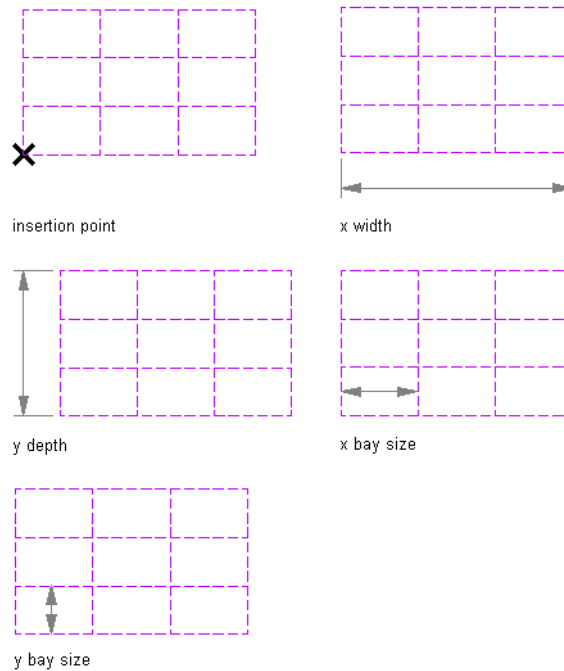 insertion point
x width
y depth
x bay size
y bay size